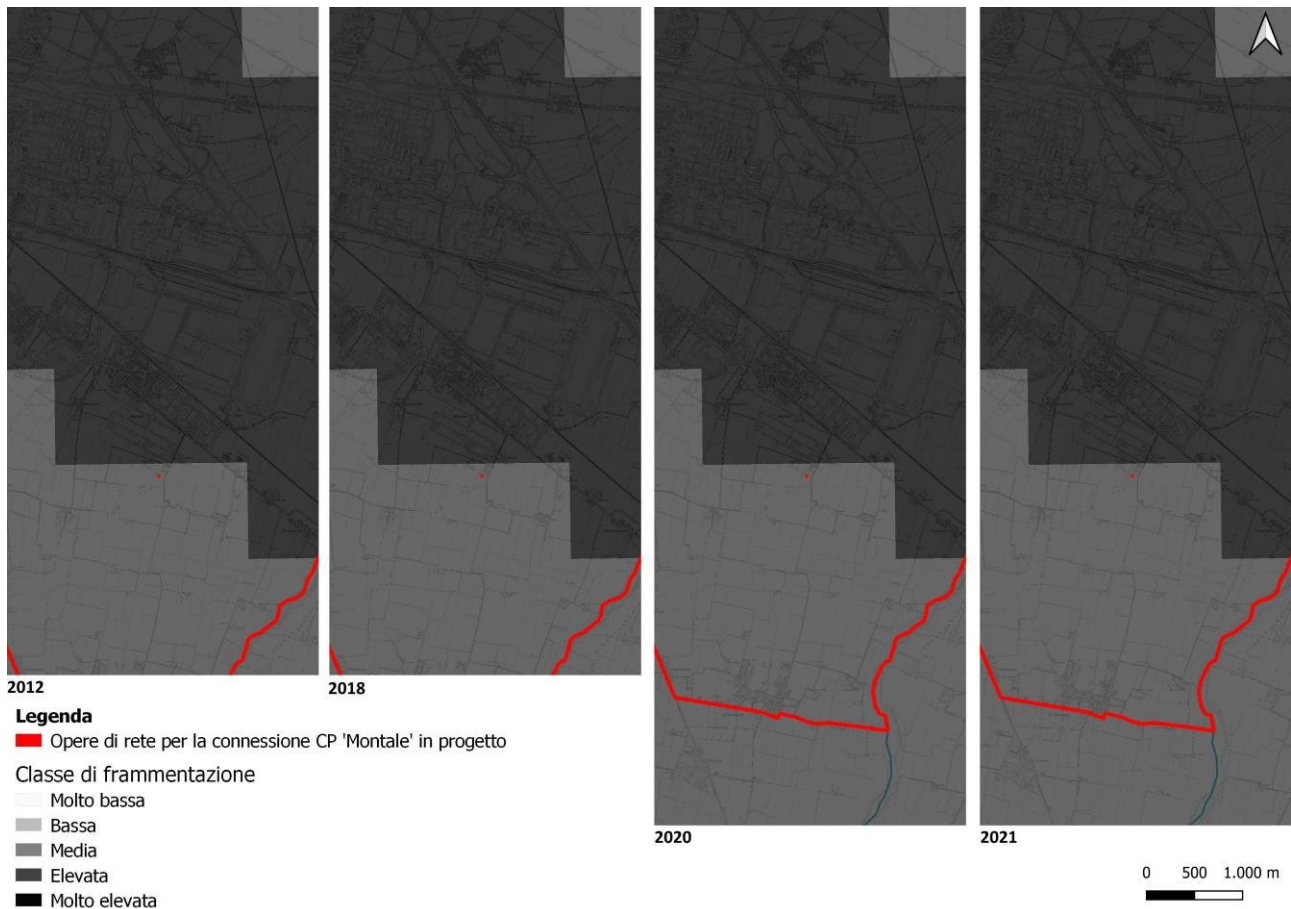 2012
2018
Legenda
Opere di rete per la connessione CP 'Montale' in progetto
Classe di frammentazione
Molto bassa
Bassa
Media
Elevata
Molto elevata
2020
2021
0 500 1.000 m